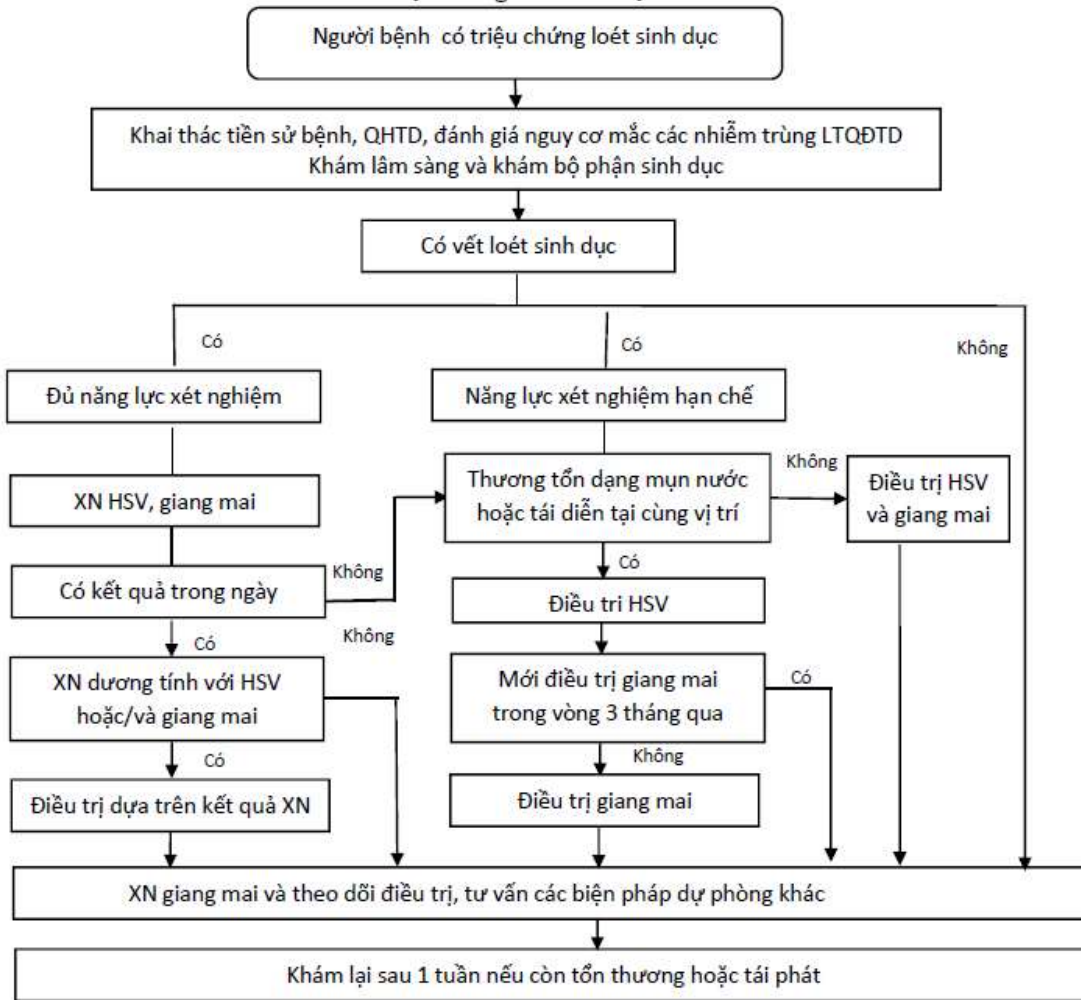 Người bệnh có triệu chứng loét sinh dục
Khai thác tiền sử bệnh, QHTD, đánh giá nguy cơ mắc các nhiễm trùng LTQĐTD
Khám lâm sàng và khám bộ phận sinh dục
Có vết loét sinh dục
Có
Có
Không
Đủ năng lực xét nghiệm
Năng lực xét nghiệm hạn chế
XN HSV, giang mai
Thương tổn dạng mụn nước
hoặc tái diễn tại cùng vị trí
Không
Điều trị HSV
và giang mai
Có kết quả trong ngày
Không
Có
Điều tri HSV
Có
Không
XN dương tính với HSV
hoặc/và giang mai
Mới điều trị giang mai
trong vòng 3 tháng qua
Có
Có
Không
Điều trị dựa trên kết quả XN
Điều trị giang mai
XN giang mai và theo dõi điều trị, tư vấn các biện pháp dự phòng khác
Khám lại sau 1 tuần nếu còn tổn thương hoặc tái phát